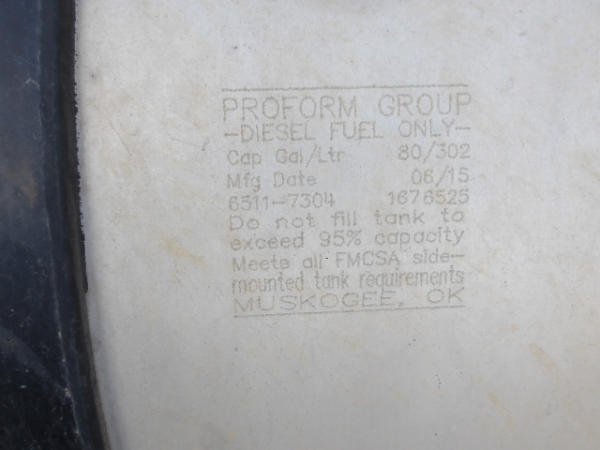 PROFORM GROUP
-DIESEL FUEL ONLY-
Cap Gal/Ltr 80/302
Mfg Date 06/15
6511-7304 1676525
Do not fill tank to
exceed 95% capacity
Meets all FMCSA side-
mounted tank requirements
MUSKOGEE, OK